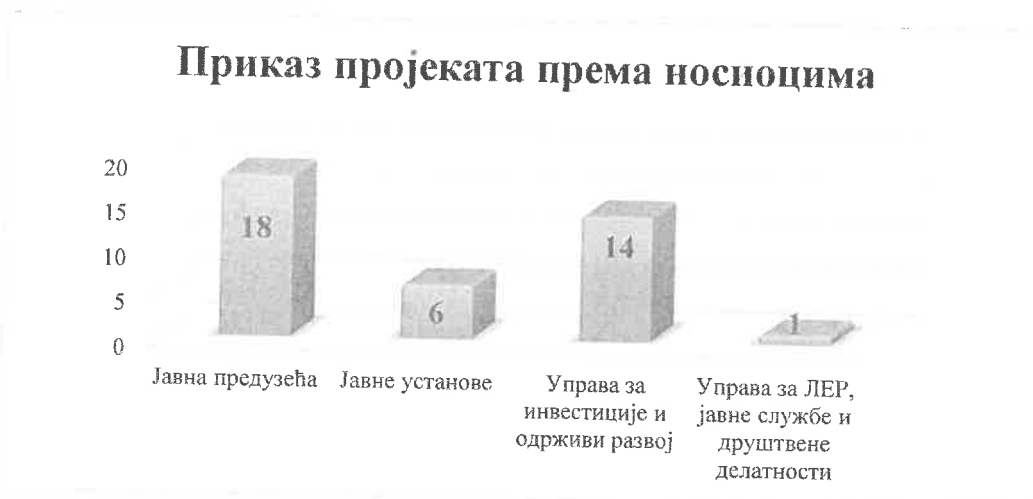 Приказ пројеката према носиоцима
20
15
10
5
0
18
6
14
1
Јавна предузећа
Јавне установе
Управа за
инвестиције и
одрживи развој
Управа за ЛЕР,
јавне службе и
друштвене
делатности